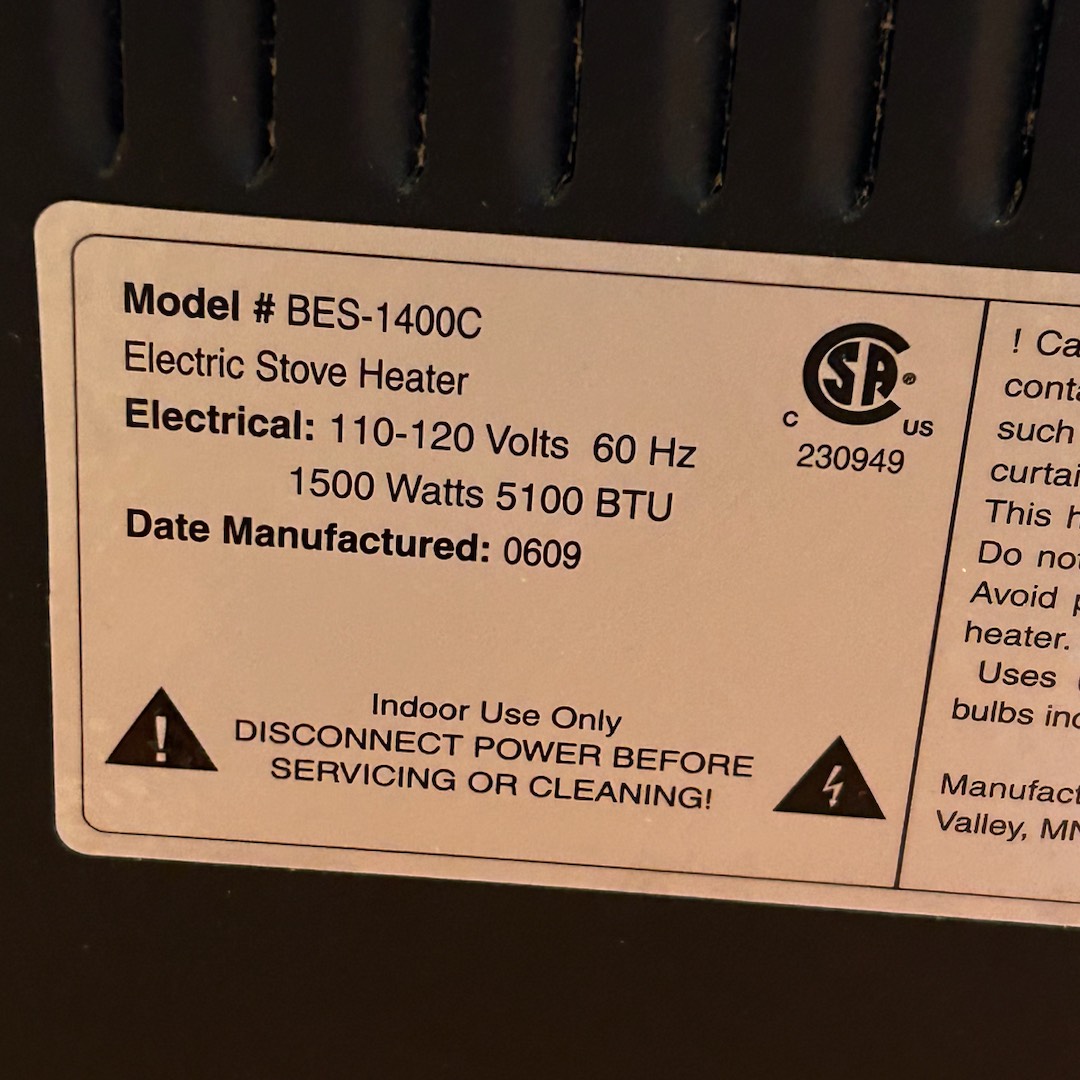 Model # BES-1400C
Electric Stove Heater
Electrical: 110-120 Volts 60 Hz
1500 Watts 5100 BTU
Date Manufactured: 0609
CSA®
C US
230949
Indoor Use Only
DISCONNECT POWER BEFORE
SERVICING OR CLEANING!
! Ca
conta
such
curtai
This h
Do not
Avoid p
heater.
Uses
bulbs inc
Manufact
Valley, MN